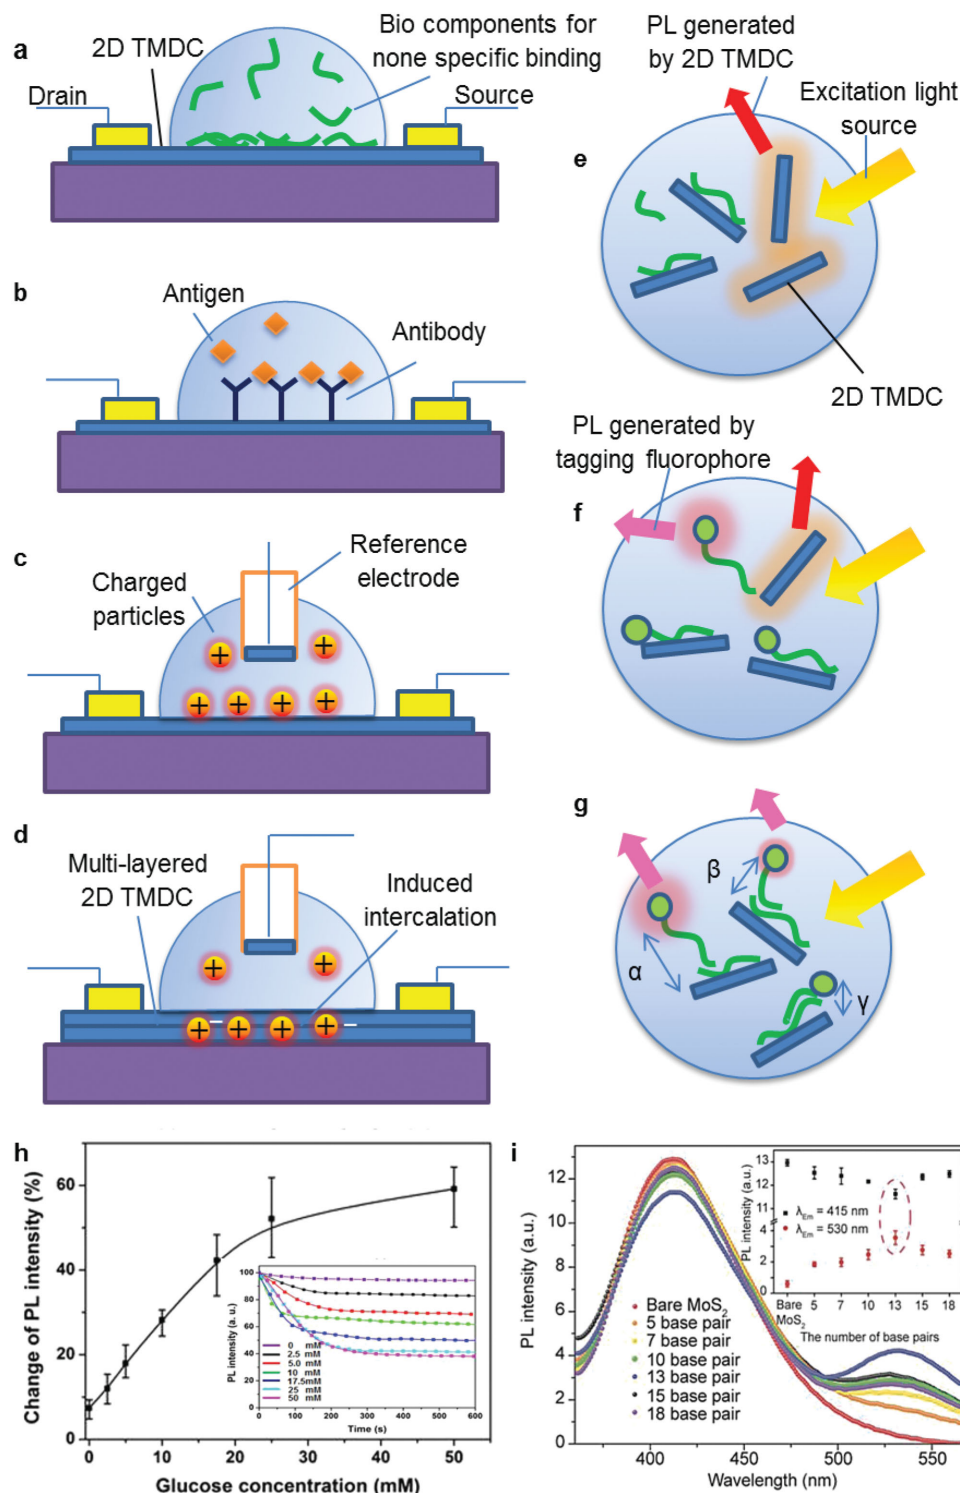 a
2D TMDC
Bio components for
none specific binding
Drain
Source
b
Antigen
Antibody
c
Charged
particles
Reference
electrode
+ +
+ + + +
d
Multi-layered
2D TMDC
Induced
intercalation
+ +
+ + + +
PL generated
by 2D TMDC
Excitation light
source
e
2D TMDC
PL generated by
tagging fluorophore
f
g
β
α
γ
h
Change of PL intensity (%)
60
40
20
0
0 10 20 30 40 50
Glucose concentration (mM)
PL intensity (a. u.)
100
80
60
40
20
0
0 mM
2.5 mM
5.0 mM
10 mM
17.5mM
25 mM
50 mM
0 100 200 300 400 500 600
Time (s)
i
PL intensity (a.u.)
12
10
8
6
4
2
0
Bare MoS2
5 base pair
7 base pair
10 base pair
13 base pair
15 base pair
18 base pair
400 450 500 550
Wavelength (nm)
PL intensity (a.u.)
13
12
11
4
2
0
λEm = 415 nm
λEm = 530 nm
Bare 5 7 10 13 15 18
MoS2
The number of base pairs